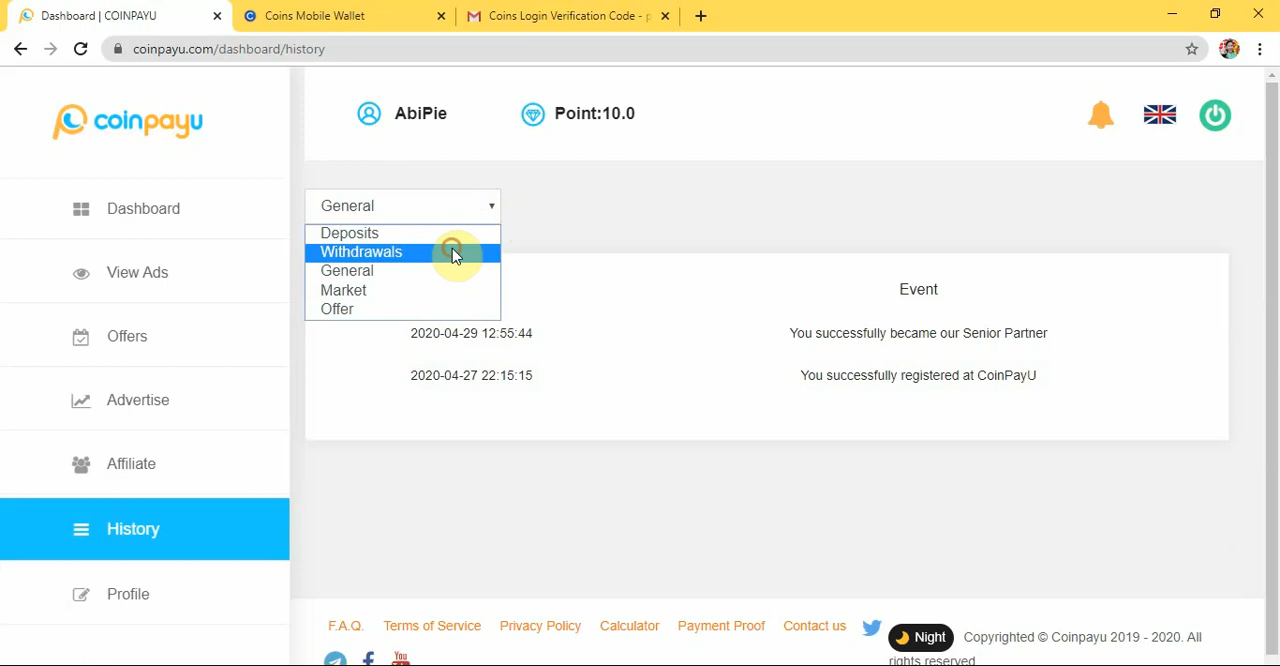 Dashboard | COINPAYU
Coins Mobile Wallet
Coins Login Verification Code - p
coinpayu.com/dashboard/history
coinpayu
AbiPie
Point:10.0
Dashboard
View Ads
Offers
Advertise
Affiliate
History
Profile
General
Deposits
Withdrawals
General
Market
Offer
Event
2020-04-29 12:55:44 You successfully became our Senior Partner
2020-04-27 22:15:15 You successfully registered at CoinPayU
F.A.Q. Terms of Service Privacy Policy Calculator Payment Proof Contact us
Night
Copyrighted © Coinpayu 2019 - 2020. All
rights reserved
You